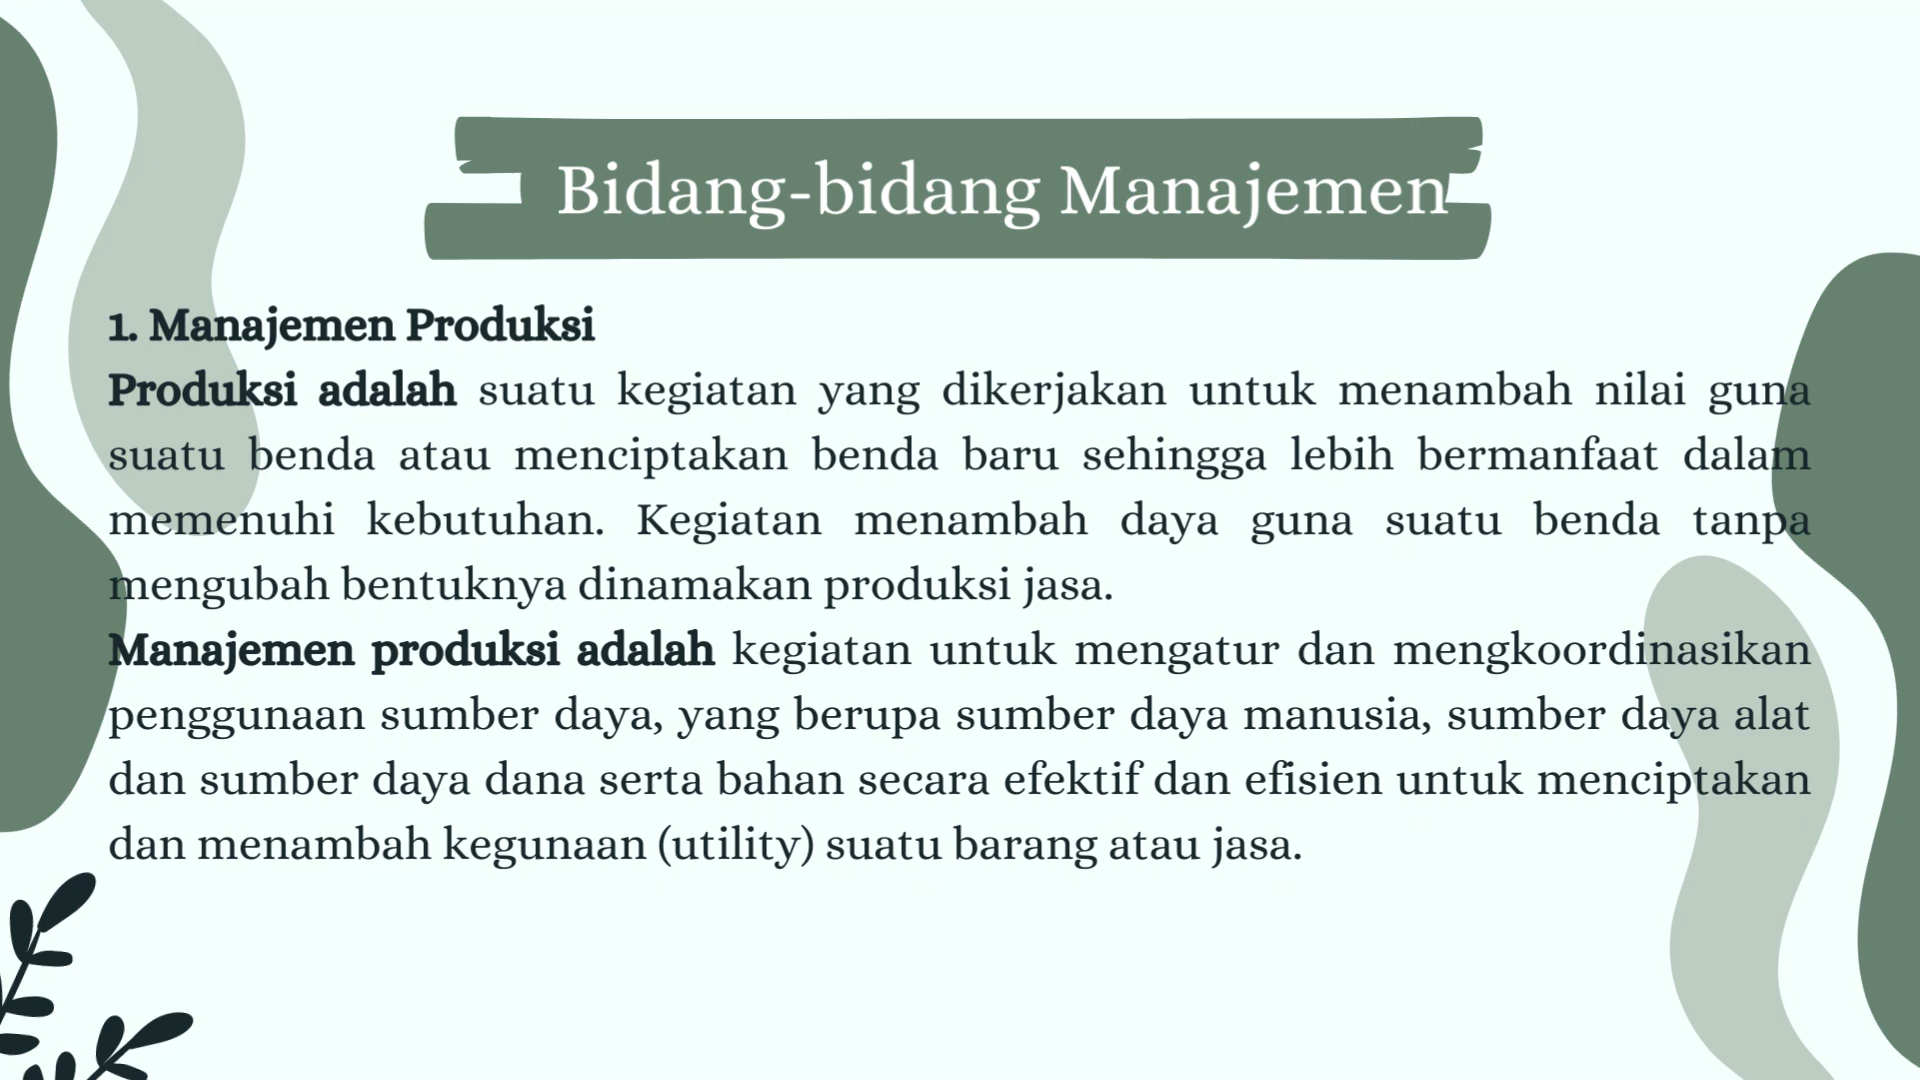 Bidang-bidang Manajemen
1. Manajemen Produksi
Produksi adalah suatu kegiatan yang dikerjakan untuk menambah nilai guna
suatu benda atau menciptakan benda baru sehingga lebih bermanfaat dalam
memenuhi kebutuhan. Kegiatan menambah daya guna suatu benda tanpa
mengubah bentuknya dinamakan produksi jasa.
Manajemen produksi adalah kegiatan untuk mengatur dan mengkoordinasikan
penggunaan sumber daya, yang berupa sumber daya manusia, sumber daya alat
dan sumber daya dana serta bahan secara efektif dan efisien untuk menciptakan
dan menambah kegunaan (utility) suatu barang atau jasa.